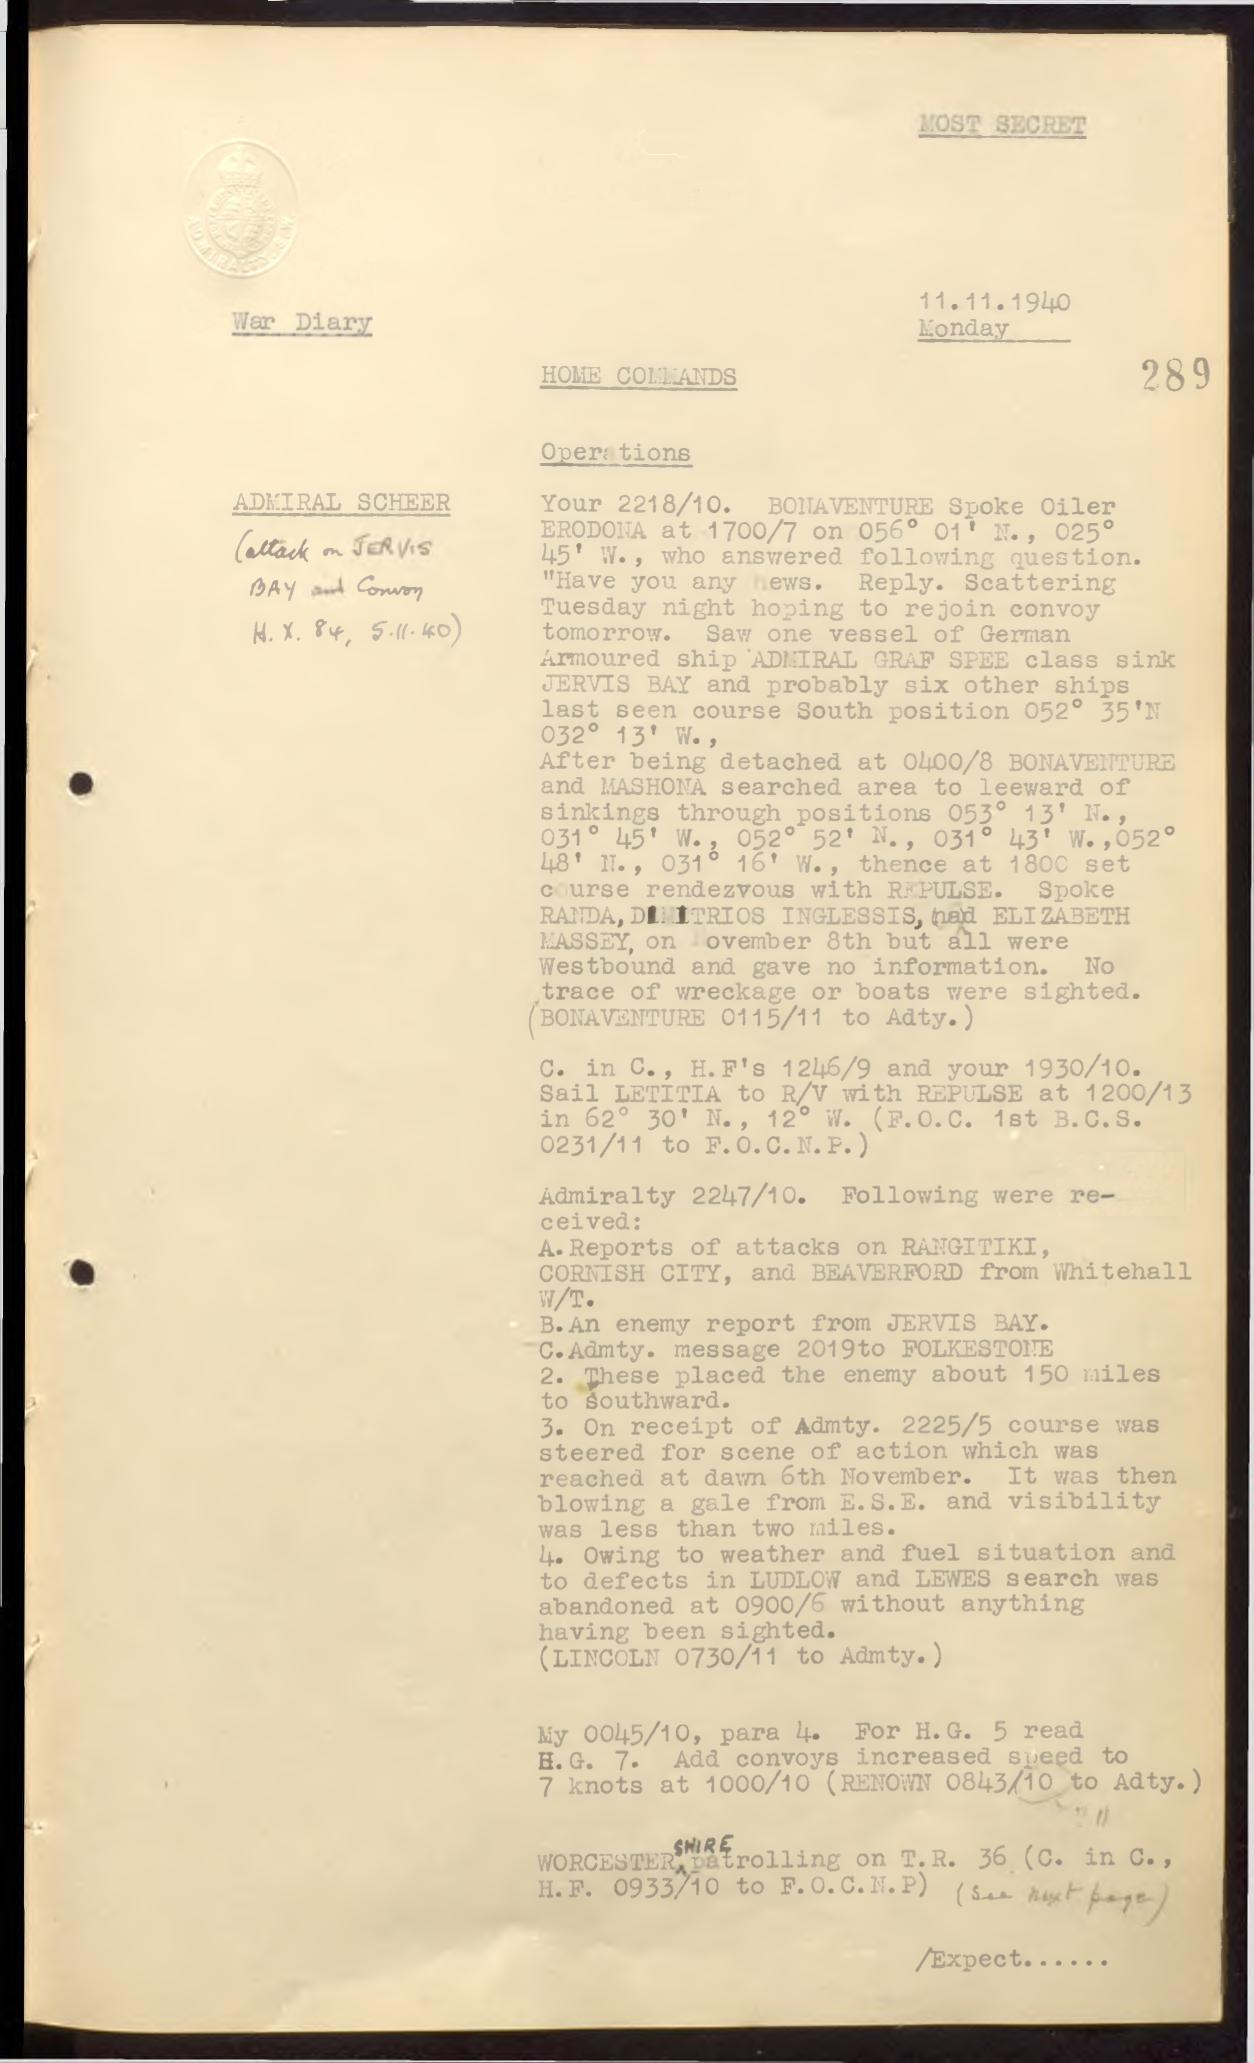 MOST SECRET
ADMIRALTY. S.W.
War Diary
11.11.1940
Monday
289
HOME COMMANDS
Operations
ADMIRAL SCHEER
(attack on JERVIS
BAY and Convoy
H.X. 84, 5.11.40)
Your 2218/10. BONAVENTURE Spoke Oiler
ERODONA at 1700/7 on 056° 01' N., 025°
45' W., who answered following question.
"Have you any news. Reply. Scattering
Tuesday night hoping to rejoin convoy
tomorrow. Saw one vessel of German
Armoured ship ADMIRAL GRAF SPEE class sink
JERVIS BAY and probably six other ships
last seen course South position 052° 35'N
032° 13' W.,
After being detached at 0400/8 BONAVENTURE
and MASHONA searched area to leeward of
sinkings through positions 053° 13' N.,
031° 45' W., 052° 52' N., 031° 43' W.,052°
48' N., 031° 16' W., thence at 1800 set
course rendezvous with REPULSE. Spoke
RANDA, DIMITRIOS INGLESSIS, ELIZABETH
MASSEY, on November 8th but all were
Westbound and gave no information. No
trace of wreckage or boats were sighted.
(BONAVENTURE 0115/11 to Adty.)
C. in C., H.F's 1246/9 and your 1930/10.
Sail LETITIA to R/V with REPULSE at 1200/13
in 62° 30' N., 12° W. (F.O.C. 1st B.C.S.
0231/11 to F.O.C.N.P.)
Admiralty 2247/10. Following were re-
ceived:
A.Reports of attacks on RANGITIKI,
CORNISH CITY, and BEAVERFORD from Whitehall
W/T.
B.An enemy report from JERVIS BAY.
C.Admty. message 2019to FOLKESTONE
2. These placed the enemy about 150 miles
to southward.
3. On receipt of Admty. 2225/5 course was
steered for scene of action which was
reached at dawn 6th November. It was then
blowing a gale from E.S.E. and visibility
was less than two miles.
4. Owing to weather and fuel situation and
to defects in LUDLOW and LEWES search was
abandoned at 0900/6 without anything
having been sighted.
(LINCOLN 0730/11 to Admty.)
My 0045/10, para 4. For H.G. 5 read
H.G. 7. Add convoys increased speed to
7 knots at 1000/10 (RENOWN 0843/10 to Adty.)
? 11
SHIRE
WORCESTER patrolling on T.R. 36 (C. in C.,
H.F. 0933/10 to F.O.C.N.P) (See next page)
/Expect......